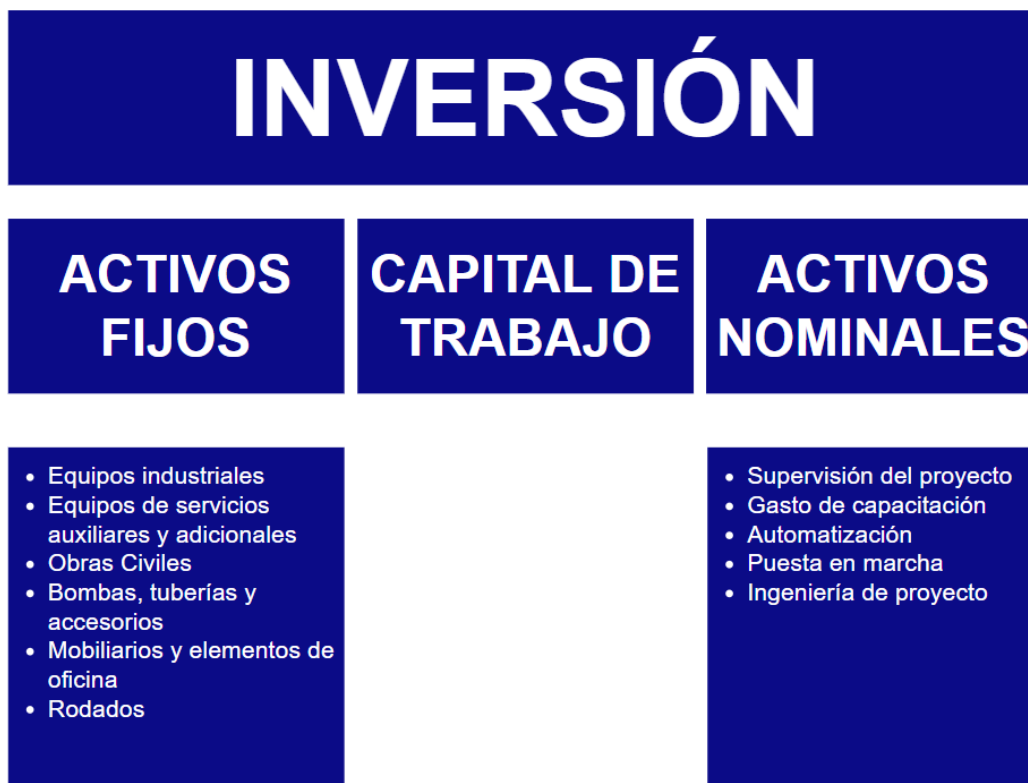 INVERSIÓN
ACTIVOS
FIJOS
CAPITAL DE
TRABAJO
ACTIVOS
NOMINALES
• Equipos industriales
• Equipos de servicios
auxiliares y adicionales
• Obras Civiles
• Bombas, tuberías y
accesorios
• Mobiliarios y elementos de
oficina
• Rodados
• Supervisión del proyecto
• Gasto de capacitación
• Automatización
• Puesta en marcha
• Ingeniería de proyecto